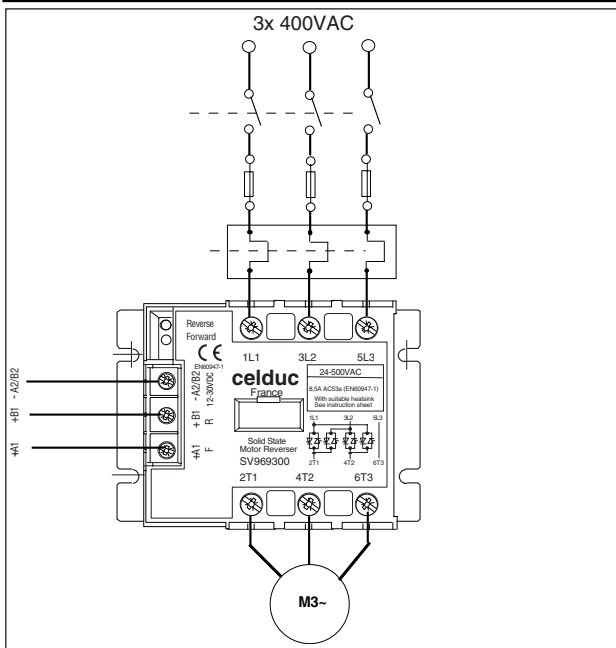 3x 400VAC
Reverse
Forward
CE
EN60947-1
1L1 3L2 5L3
- A2/B2
+B1
+A1
- A2/B2
12-30VDC
+ B1
R
+A1
F
celduc
France
24-500VAC
8,5A AC53a (EN60947-1)
With suitable heatsink
See instruction sheet
1L1 3L2 5L3
2T1 4T2 6T3
Solid State
Motor Reverser
SV969300
2T1 4T2 6T3
M3~